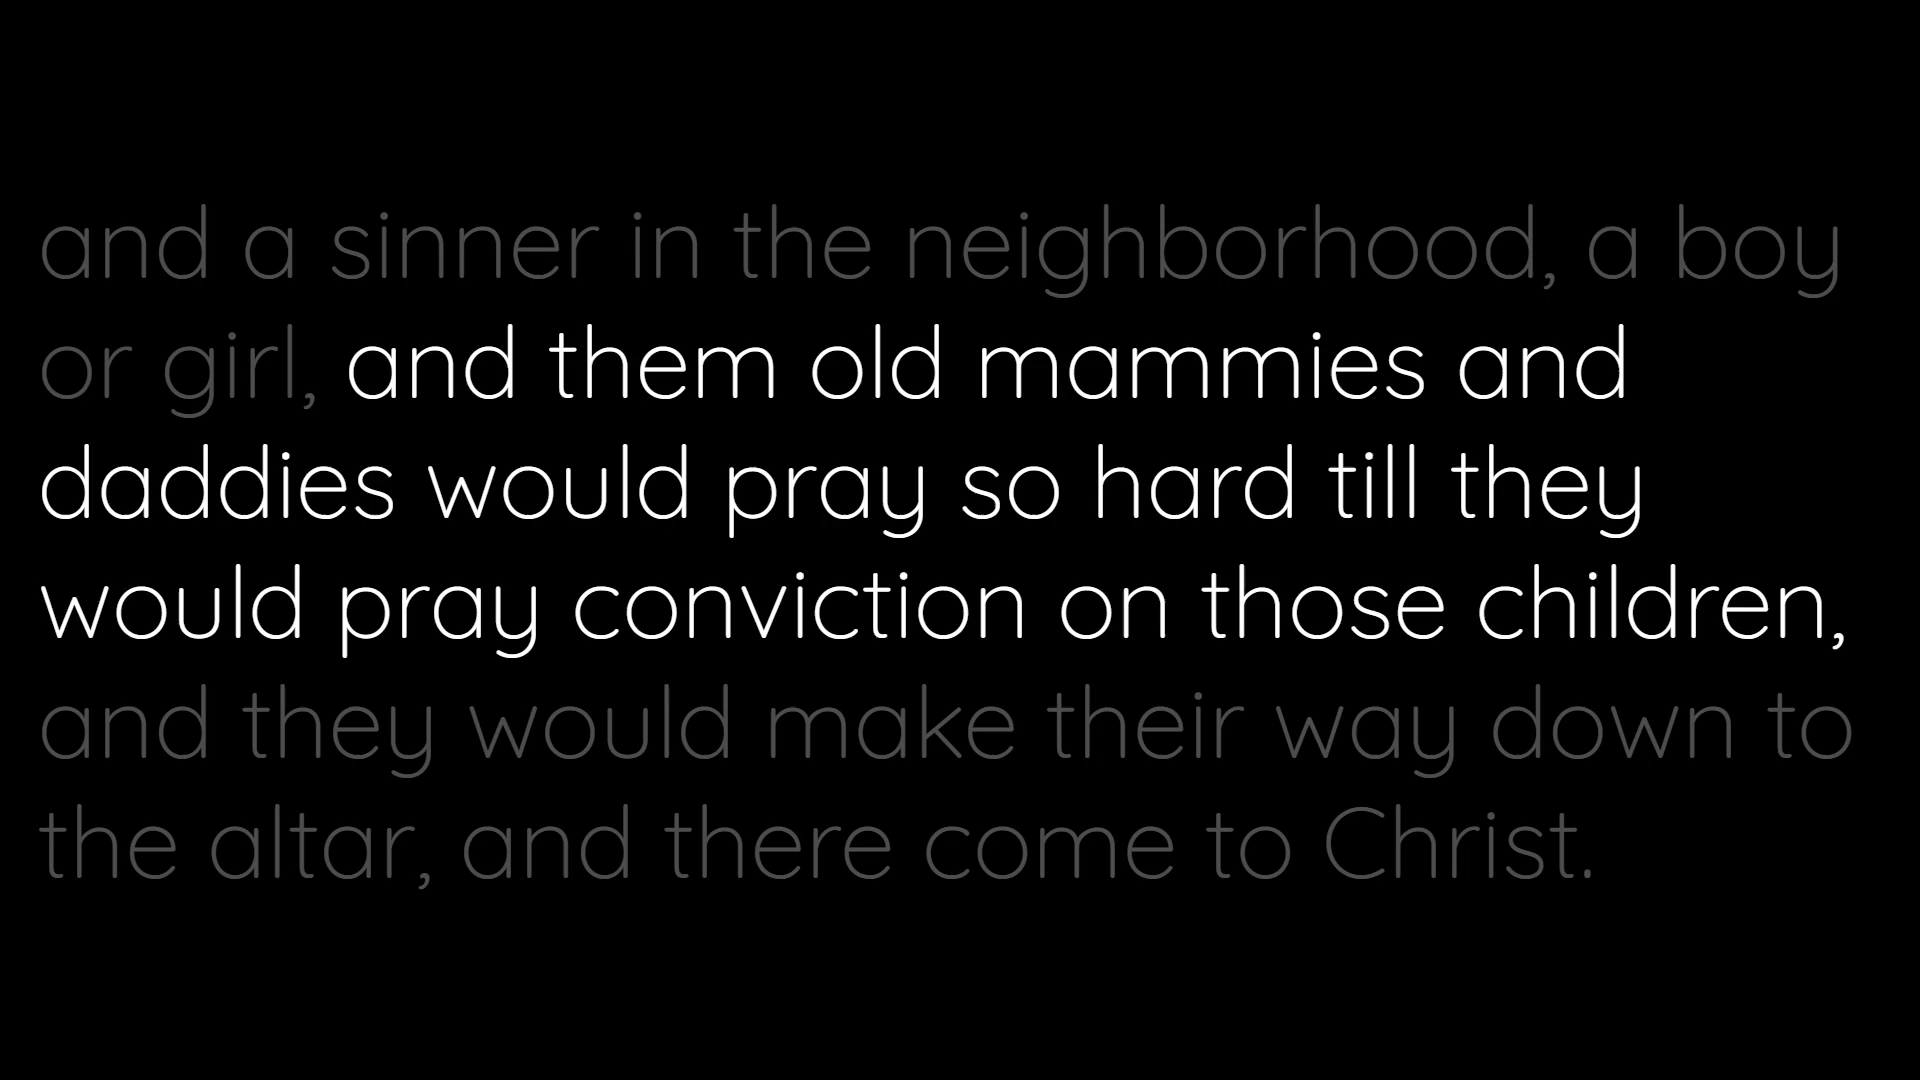 and a sinner in the neighborhood, a boy
or girl, and them old mammies and
daddies would pray so hard till they
would pray conviction on those children,
and they would make their way down to
the altar, and there come to Christ.